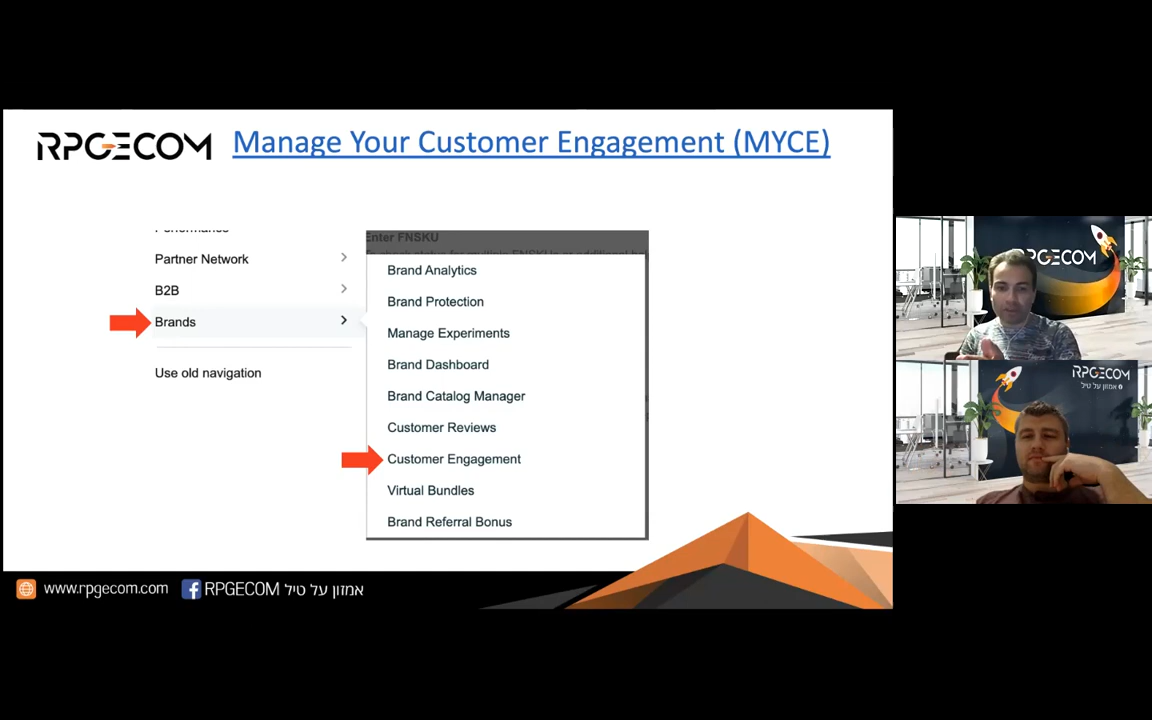 RPGECOM
Manage Your Customer Engagement (MYCE)
Enter FNSKU
Partner Network
B2B
Brands
Use old navigation
Brand Analytics
Brand Protection
Manage Experiments
Brand Dashboard
Brand Catalog Manager
Customer Reviews
Customer Engagement
Virtual Bundles
Brand Referral Bonus
www.rpgecom.com
RPGECOM אמזון על טיל
RPGECOM
RPGECOM
אמזון על טיל